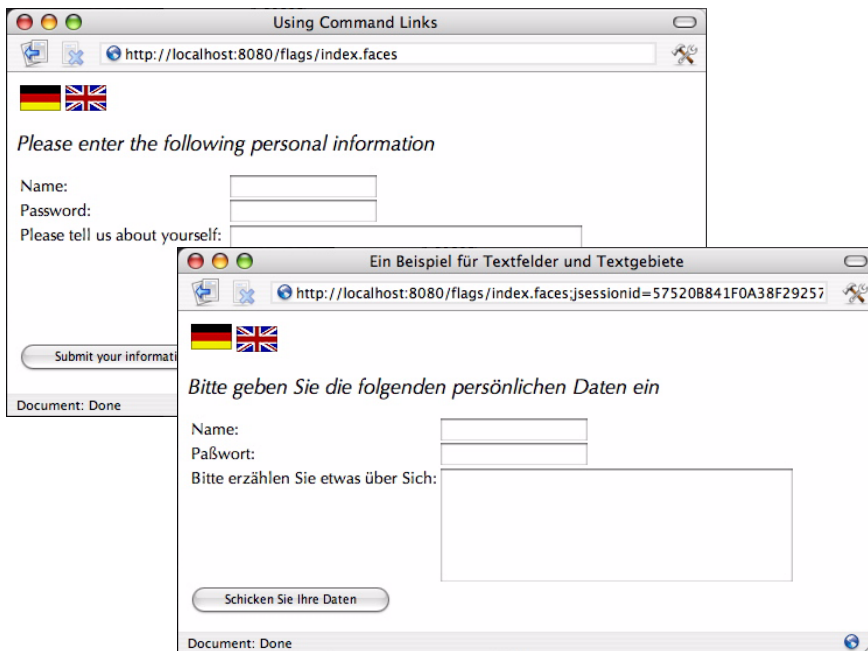 Using Command Links
http://localhost:8080/flags/index.faces
Please enter the following personal information
Name:
Password:
Please tell us about yourself:
Submit your informati
Document: Done
Ein Beispiel für Textfelder und Textgebiete
http://localhost:8080/flags/index.faces;jsessionid=57520B841F0A38F29257
Bitte geben Sie die folgenden persönlichen Daten ein
Name:
Paßwort:
Bitte erzählen Sie etwas über Sich:
Schicken Sie Ihre Daten
Document: Done